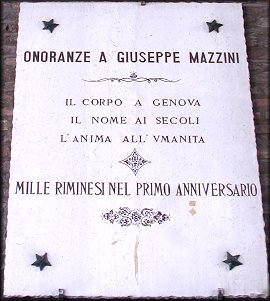 ONORANZE A GIUSEPPE MAZZINI
IL CORPO A GENOVA
IL NOME AI SECOLI
L'ANIMA ALL'VMANITA
MILLE RIMINESI NEL PRIMO ANNIVERSARIO